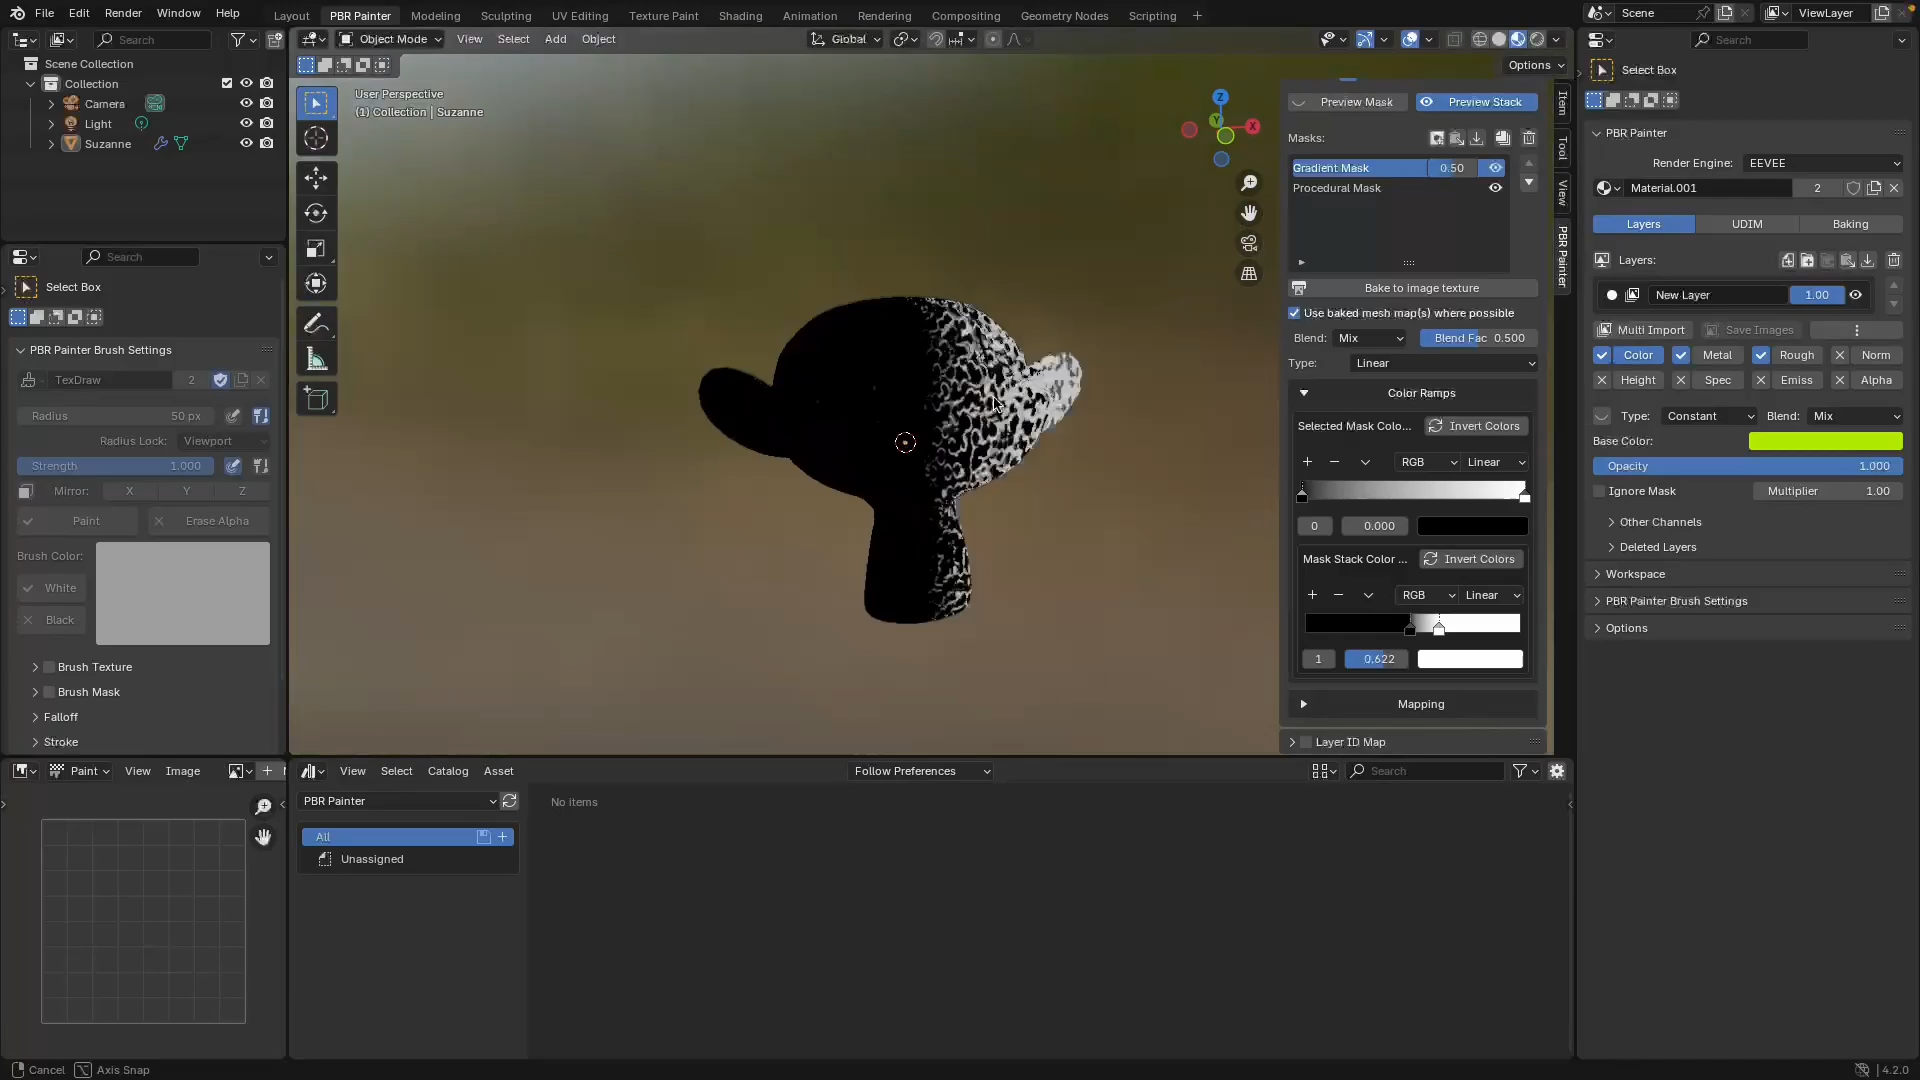 File Edit Render Window Help
Layout PBR Painter Modeling Sculpting UV Editing Texture Paint Shading Animation Rendering Compositing Geometry Nodes Scripting +
Scene ViewLayer
Search
Scene Collection
Collection
Camera
Light
Suzanne
Object Mode View Select Add Object Global
Options
User Perspective
(1) Collection | Suzanne
Z
Y
X
Search
Select Box
PBR Painter Brush Settings
TexDraw 2
Radius 50 px
Radius Lock: Viewport
Strength 1.000
Mirror: X Y Z
Paint Erase Alpha
Brush Color:
White
Black
Brush Texture
Brush Mask
Falloff
Stroke
Preview Mask Preview Stack
Masks:
Gradient Mask 0.50
Procedural Mask
Bake to image texture
Use baked mesh map(s) where possible
Blend: Mix Blend Fac 0.500
Type: Linear
Color Ramps
Selected Mask Colo... Invert Colors
+ − RGB Linear
0 0.000
Mask Stack Color ... Invert Colors
+ − RGB Linear
1 0.622
Mapping
Layer ID Map
Item
Tool
View
PBR Painter
Search
Select Box
PBR Painter
Render Engine: EEVEE
Material.001 2
Layers UDIM Baking
Layers:
New Layer 1.00
Multi Import Save Images
Color Metal Rough Norm
Height Spec Emiss Alpha
Type: Constant Blend: Mix
Base Color:
Opacity 1.000
Ignore Mask Multiplier 1.00
Other Channels
Deleted Layers
Workspace
PBR Painter Brush Settings
Options
Paint View Image
View Select Catalog Asset Follow Preferences Search
PBR Painter
All
Unassigned
No items
Cancel Axis Snap
4.2.0